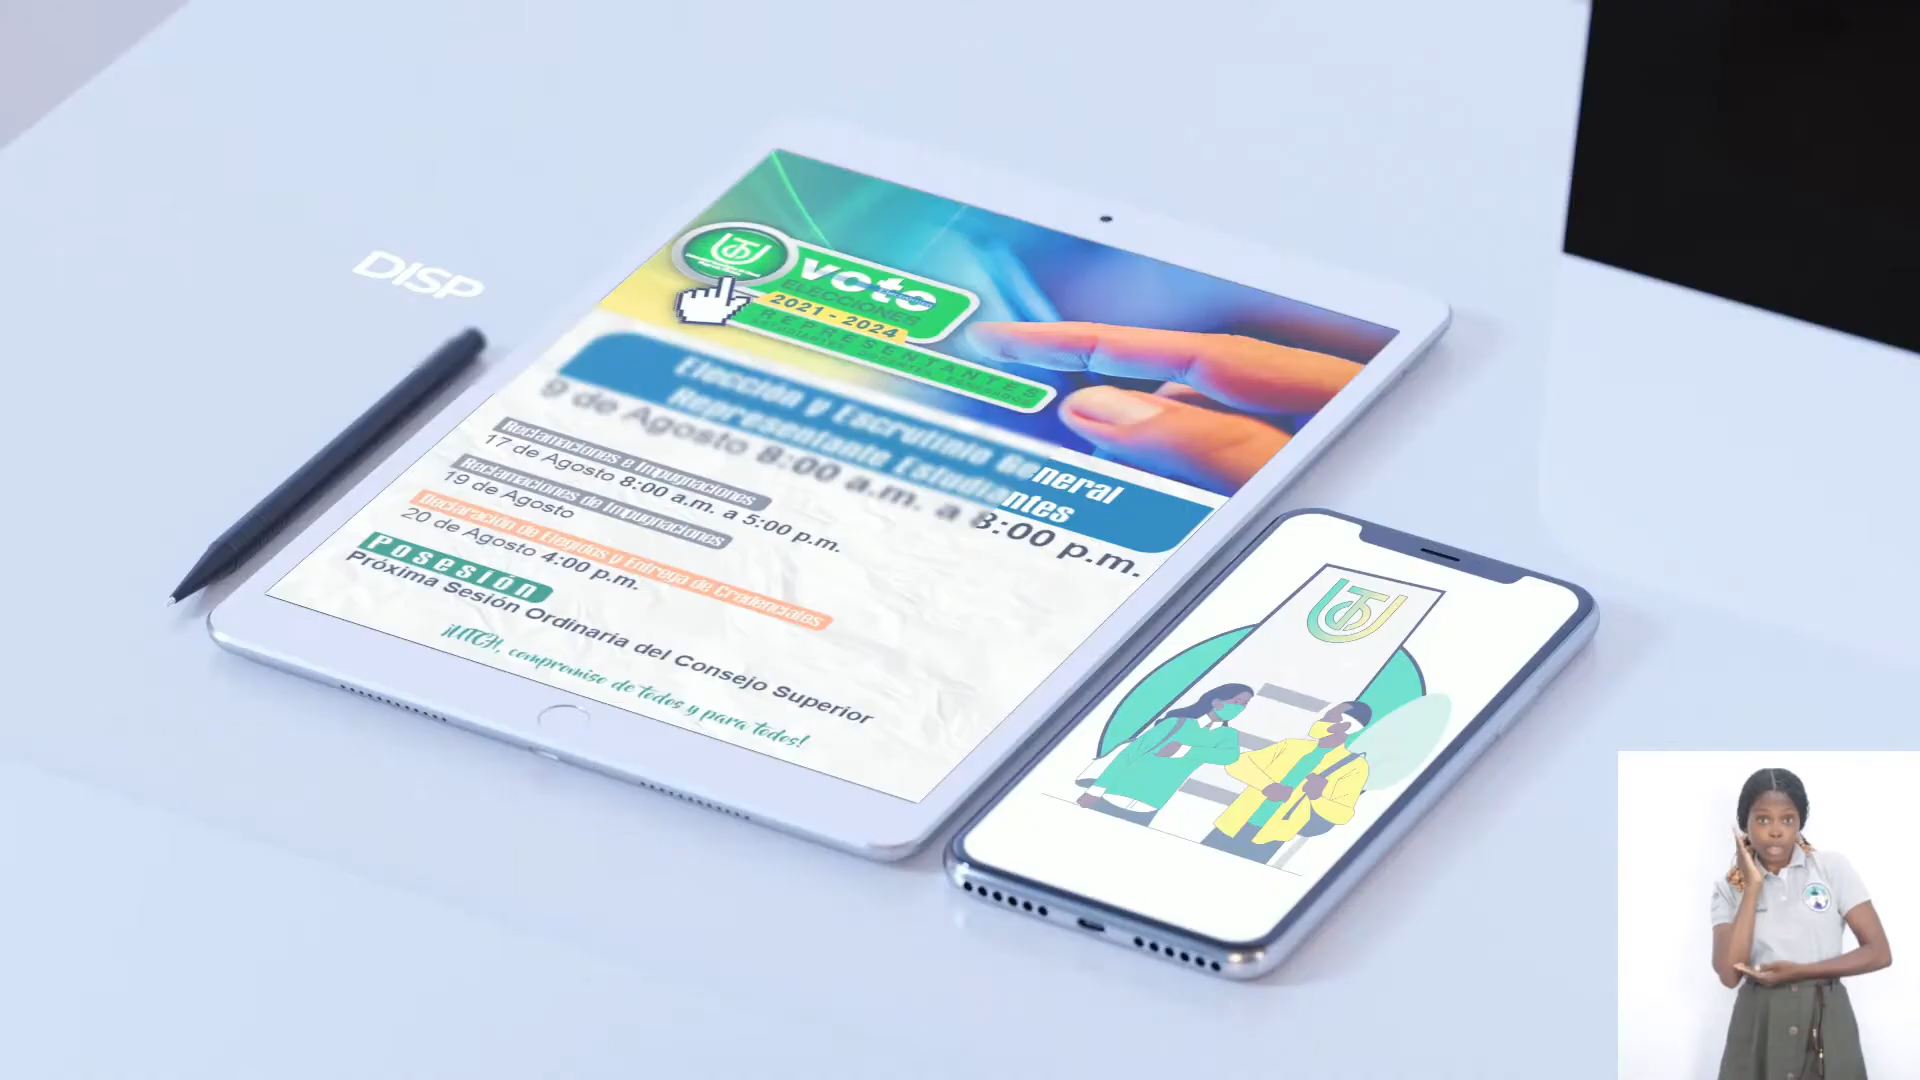 DISP
voto
ELECCIONES
2021 - 2024
REPRESENTANTES
Elección y Escrutinio General
Representante Estudiantes
9 de Agosto 8:00 a.m. a 8:00 p.m.
Reclamaciones e Impugnaciones
17 de Agosto 8:00 a.m. a 5:00 p.m.
Reclamaciones de Impugnaciones
19 de Agosto
Declaración de Elegidos y Entrega de Credenciales
20 de Agosto 4:00 p.m.
Posesión
Próxima Sesión Ordinaria del Consejo Superior
¡UTCH, compromiso de todos y para todos!